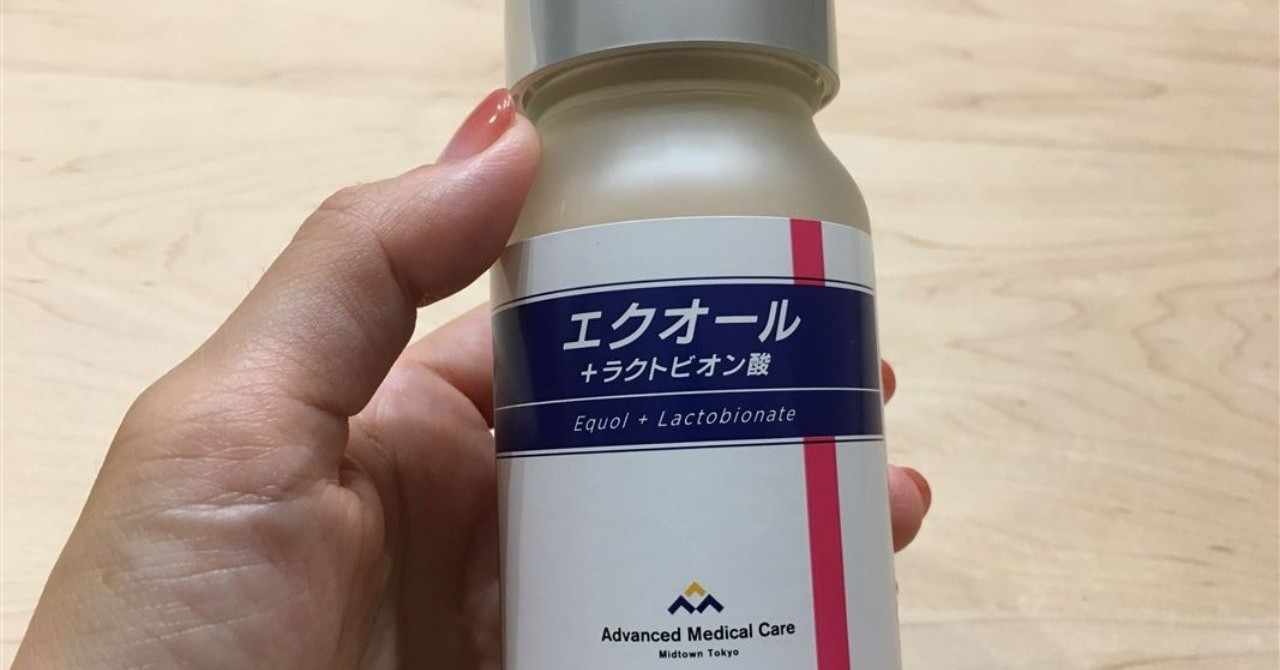 エクオール
+ラクトビオン酸
Equol + Lactobionate
Advanced Medical Care
Midtown Tokyo